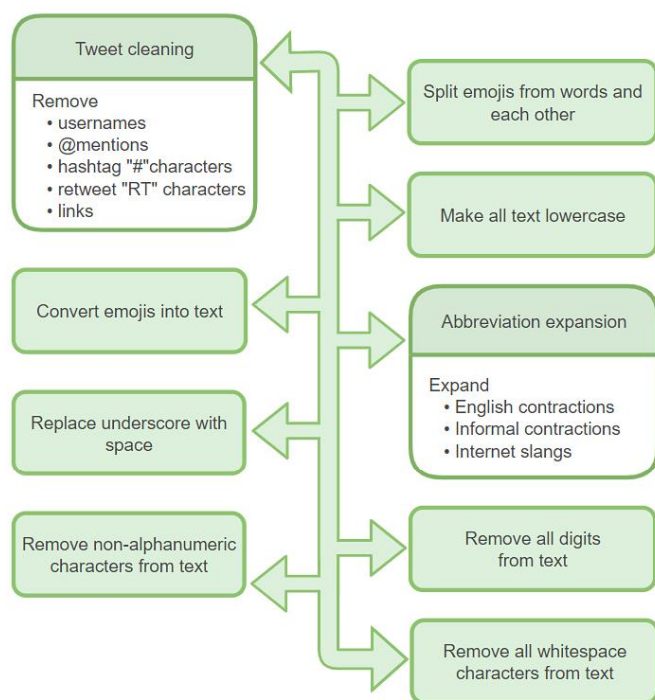 Tweet cleaning
Remove
• usernames
• @mentions
• hashtag "#"characters
• retweet "RT" characters
• links
Split emojis from words and
each other
Make all text lowercase
Convert emojis into text
Abbreviation expansion
Expand
• English contractions
• Informal contractions
• Internet slangs
Replace underscore with
space
Remove non-alphanumeric
characters from text
Remove all digits
from text
Remove all whitespace
characters from text